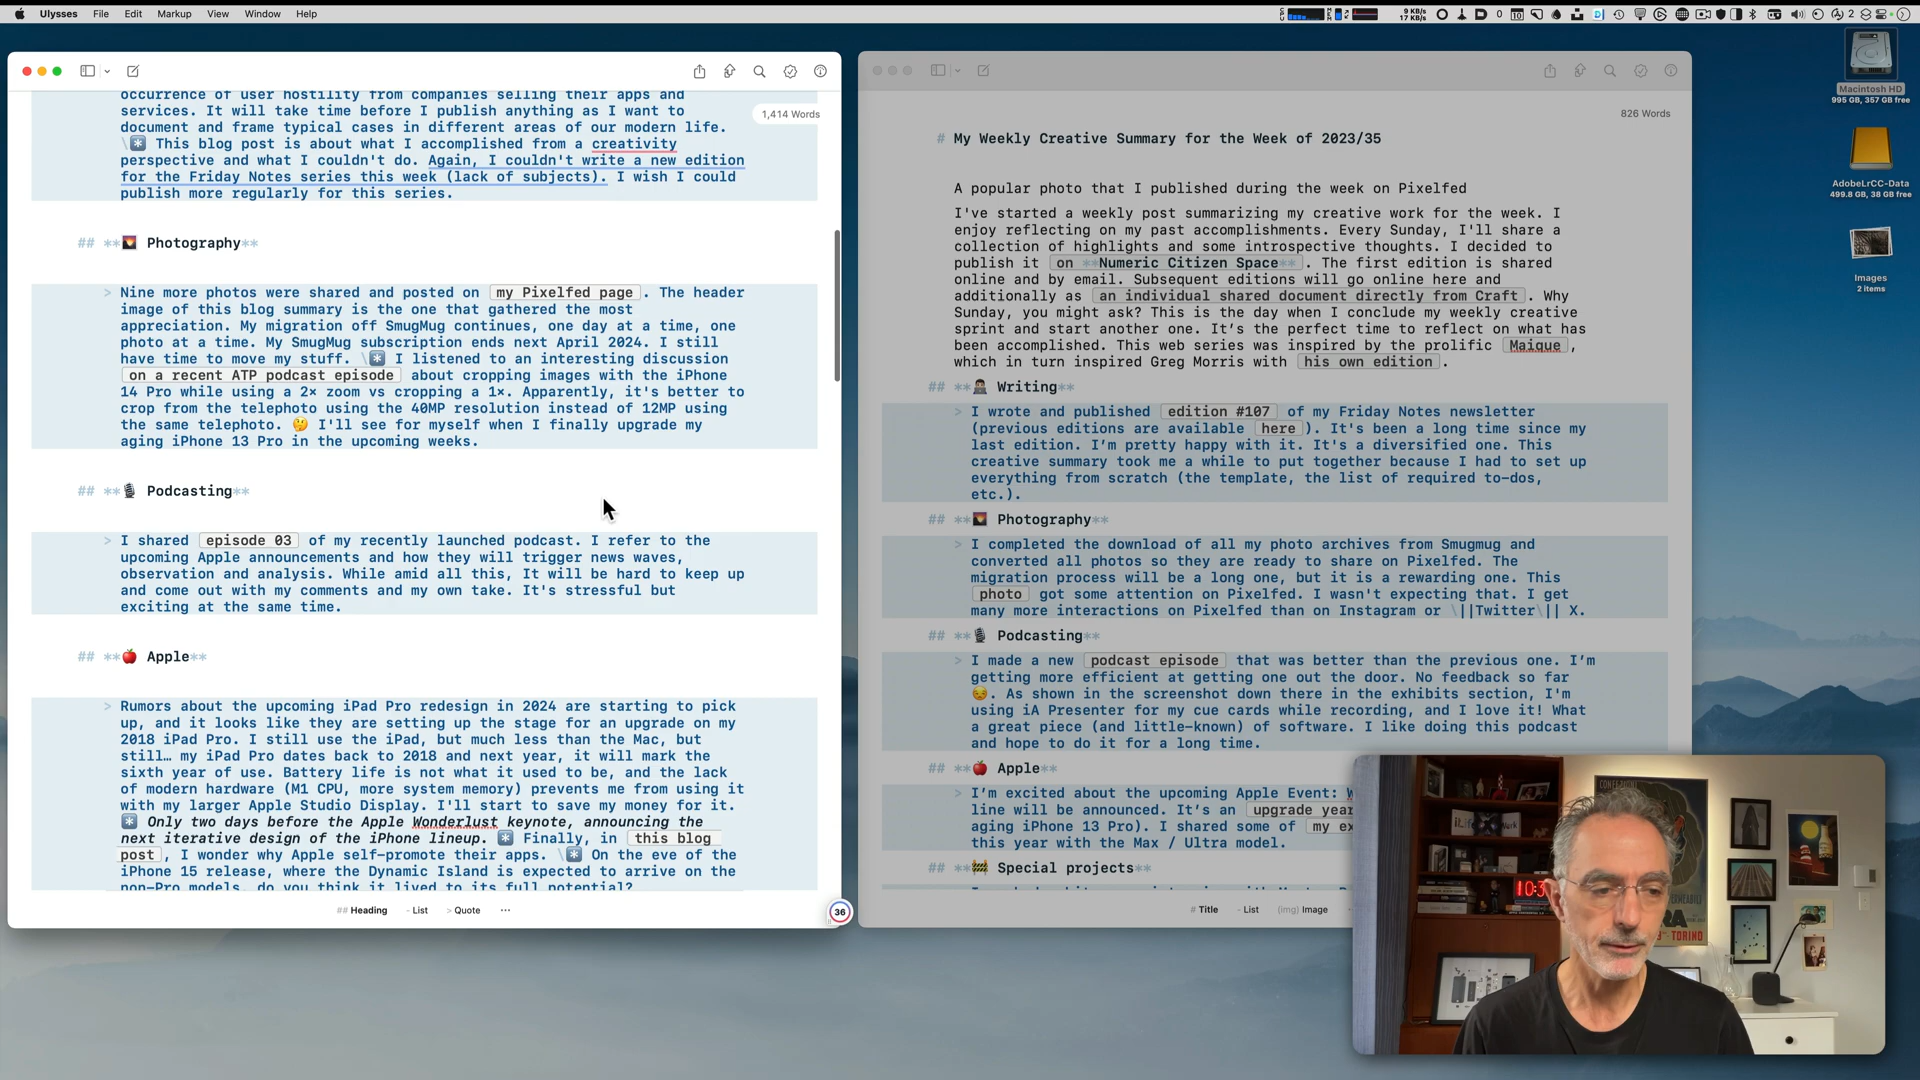 Ulysses File Edit Markup View Window Help
9 KB/s
17 KB/s
0
10
2
1,414 Words
occurrence of user hostility from companies selling their apps and
services. It will take time before I publish anything as I want to
document and frame typical cases in different areas of our modern life.
\ This blog post is about what I accomplished from a creativity
perspective and what I couldn't do. Again, I couldn't write a new edition
for the Friday Notes series this week (lack of subjects). I wish I could
publish more regularly for this series.
## **🌄 Photography**
> Nine more photos were shared and posted on my Pixelfed page . The header
image of this blog summary is the one that gathered the most
appreciation. My migration off SmugMug continues, one day at a time, one
photo at a time. My SmugMug subscription ends next April 2024. I still
have time to move my stuff. \*️⃣ I listened to an interesting discussion
on a recent ATP podcast episode about cropping images with the iPhone
14 Pro while using a 2× zoom vs cropping a 1×. Apparently, it's better to
crop from the telephoto using the 40MP resolution instead of 12MP using
the same telephoto. 🤔 I'll see for myself when I finally upgrade my
aging iPhone 13 Pro in the upcoming weeks.
## **🎙 Podcasting**
> I shared episode 03 of my recently launched podcast. I refer to the
upcoming Apple announcements and how they will trigger news waves,
observation and analysis. While amid all this, It will be hard to keep up
and come out with my comments and my own take. It's stressful but
exciting at the same time.
## **🍎 Apple**
> Rumors about the upcoming iPad Pro redesign in 2024 are starting to pick
up, and it looks like they are setting up the stage for an upgrade on my
2018 iPad Pro. I still use the iPad, but much less than the Mac, but
still… my iPad Pro dates back to 2018 and next year, it will mark the
sixth year of use. Battery life is not what it used to be, and the lack
of modern hardware (M1 CPU, more system memory) prevents me from using it
with my larger Apple Studio Display. I'll start to save my money for it.
*️⃣ Only two days before the Apple Wonderlust keynote, announcing the
next iterative design of the iPhone lineup. *️⃣ Finally, in this blog
post , I wonder why Apple self-promote their apps. \*️⃣ On the eve of the
iPhone 15 release, where the Dynamic Island is expected to arrive on the
non-Pro models, do you think it lived to its full potential?
## Heading - List > Quote ···
36
826 Words
# My Weekly Creative Summary for the Week of 2023/35
A popular photo that I published during the week on Pixelfed
I've started a weekly post summarizing my creative work for the week. I
enjoy reflecting on my past accomplishments. Every Sunday, I'll share a
collection of highlights and some introspective thoughts. I decided to
publish it on **Numeric Citizen Space** . The first edition is shared
online and by email. Subsequent editions will go online here and
additionally as an individual shared document directly from Craft . Why
Sunday, you might ask? This is the day when I conclude my weekly creative
sprint and start another one. It's the perfect time to reflect on what has
been accomplished. This web series was inspired by the prolific Maique ,
which in turn inspired Greg Morris with his own edition .
## **👨🏻‍💻 Writing**
> I wrote and published edition #107 of my Friday Notes newsletter
(previous editions are available here ). It's been a long time since my
last edition. I'm pretty happy with it. It's a diversified one. This
creative summary took me a while to put together because I had to set up
everything from scratch (the template, the list of required to-dos,
etc.).
## **🌄 Photography**
> I completed the download of all my photo archives from Smugmug and
converted all photos so they are ready to share on Pixelfed. The
migration process will be a long one, but it is a rewarding one. This
photo got some attention on Pixelfed. I wasn't expecting that. I get
many more interactions on Pixelfed than on Instagram or \||Twitter\|| X.
## **🎙 Podcasting**
> I made a new podcast episode that was better than the previous one. I'm
getting more efficient at getting one out the door. No feedback so far
😔. As shown in the screenshot down there in the exhibits section, I'm
using iA Presenter for my cue cards while recording, and I love it! What
a great piece (and little-known) of software. I like doing this podcast
and hope to do it for a long time.
## **🍎 Apple**
> I'm excited about the upcoming Apple Event: W
line will be announced. It's an upgrade year
aging iPhone 13 Pro). I shared some of my ex
this year with the Max / Ultra model.
## **🚧 Special projects**
# Title - List (img) Image
Macintosh HD
995 GB, 357 GB free
AdobeLrCC-Data
499.8 GB, 38 GB free
Images
2 items
Work
10:3
TORINO